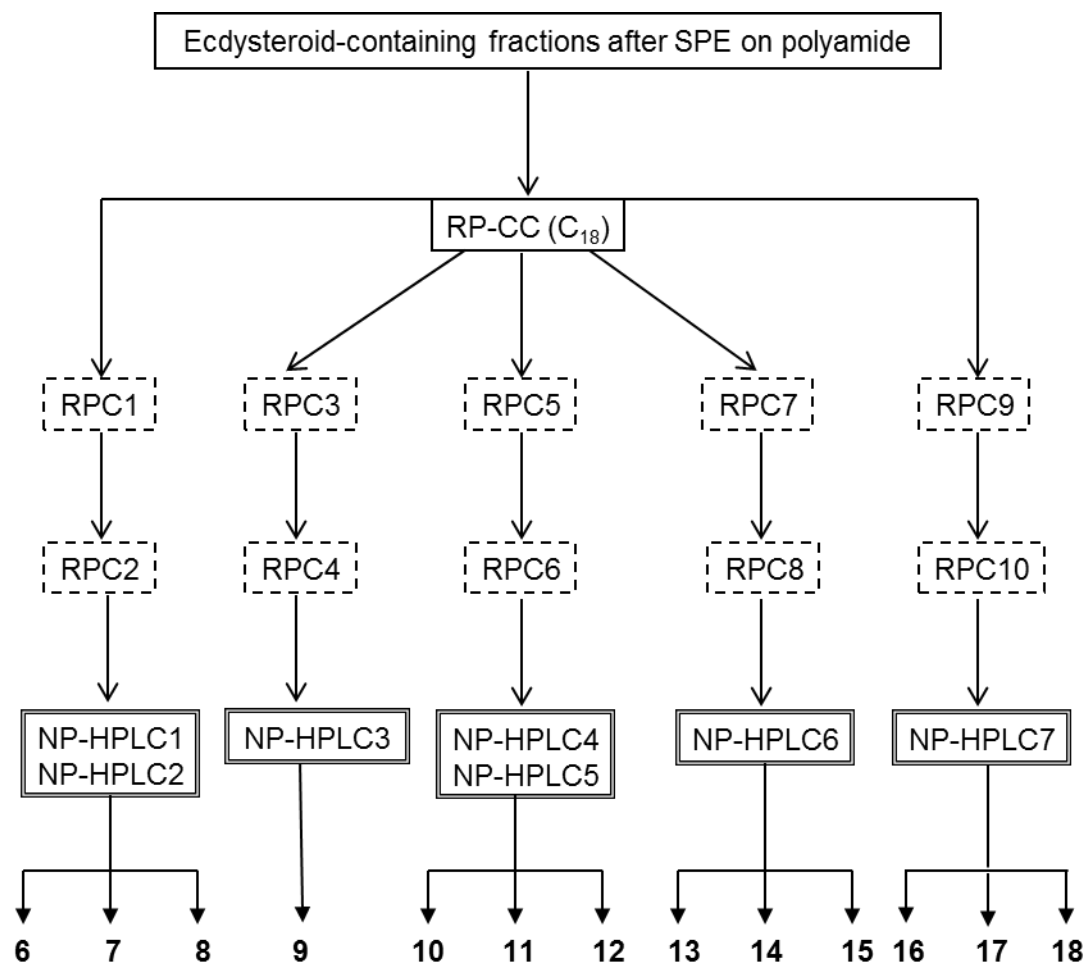 Ecdysteroid-containing fractions after SPE on polyamide
RP-CC (C₁₈)
RPC1 RPC3 RPC5 RPC7 RPC9
RPC2 RPC4 RPC6 RPC8 RPC10
NP-HPLC1 NP-HPLC3 NP-HPLC4 NP-HPLC6 NP-HPLC7
NP-HPLC2 NP-HPLC5
6 7 8 9 10 11 12 13 14 15 16 17 18